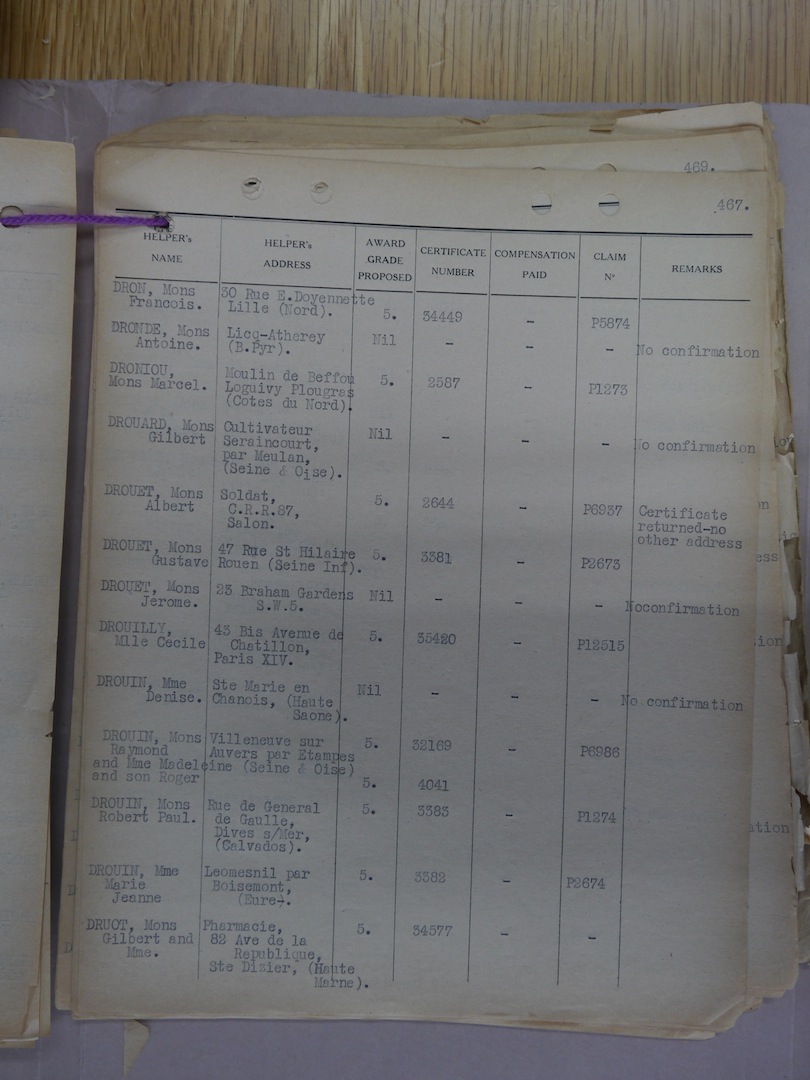 469.
467.
HELPER's NAME | HELPER's ADDRESS | AWARD GRADE PROPOSED | CERTIFICATE NUMBER | COMPENSATION PAID | CLAIM No | REMARKS
DRON, Mons 30 Rue E.Doyennette
Francois. Lille (Nord). 5. 34449 - P5874
DRONDE, Mons Licq-Atherey Nil - - - No confirmation
Antoine. (B.Pyr).
DRONIOU, Moulin de Beffou 5. 2587 - P1273
Mons Marcel. Loguivy Plougras
(Cotes du Nord).
DROUARD, Mons Cultivateur Nil - - - No confirmation
Gilbert Seraincourt,
par Meulan,
(Seine & Oise).
DROUET, Mons Soldat, 5. 2644 - P6937 Certificate
Albert C.R.R.87, returned-no
Salon. other address
DROUET, Mons 47 Rue St Hilaire 5. 3381 - P2673
Gustave Rouen (Seine Inf).
DROUET, Mons 23 Braham Gardens Nil - - - Noconfirmation
Jerome. S.W.5.
DROUILLY, 43 Bis Avenue de 5. 35420 - P12515
Mlle Cecile Chatillon,
Paris XIV.
DROUIN, Mme Ste Marie en Nil - - - No confirmation
Denise. Chanois, (Haute
Saone).
DROUIN, Mons Villeneuve sur 5. 32169 - P6986
Raymond Auvers par Etampes
and Mme Madeleine (Seine & Oise)
and son Roger 5. 4041
DROUIN, Mons Rue de General 5. 3383 - P1274
Robert Paul. de Gaulle,
Dives s/Mer,
(Calvados).
DROUIN, Mme Leomesnil par 5. 3382 - P2674
Marie Boisemont,
Jeanne (Eure).
DRUOT, Mons Pharmacie, 5. 34577 - -
Gilbert and 82 Ave de la
Mme. Republique,
Ste Dizier, (Haute
Marne).